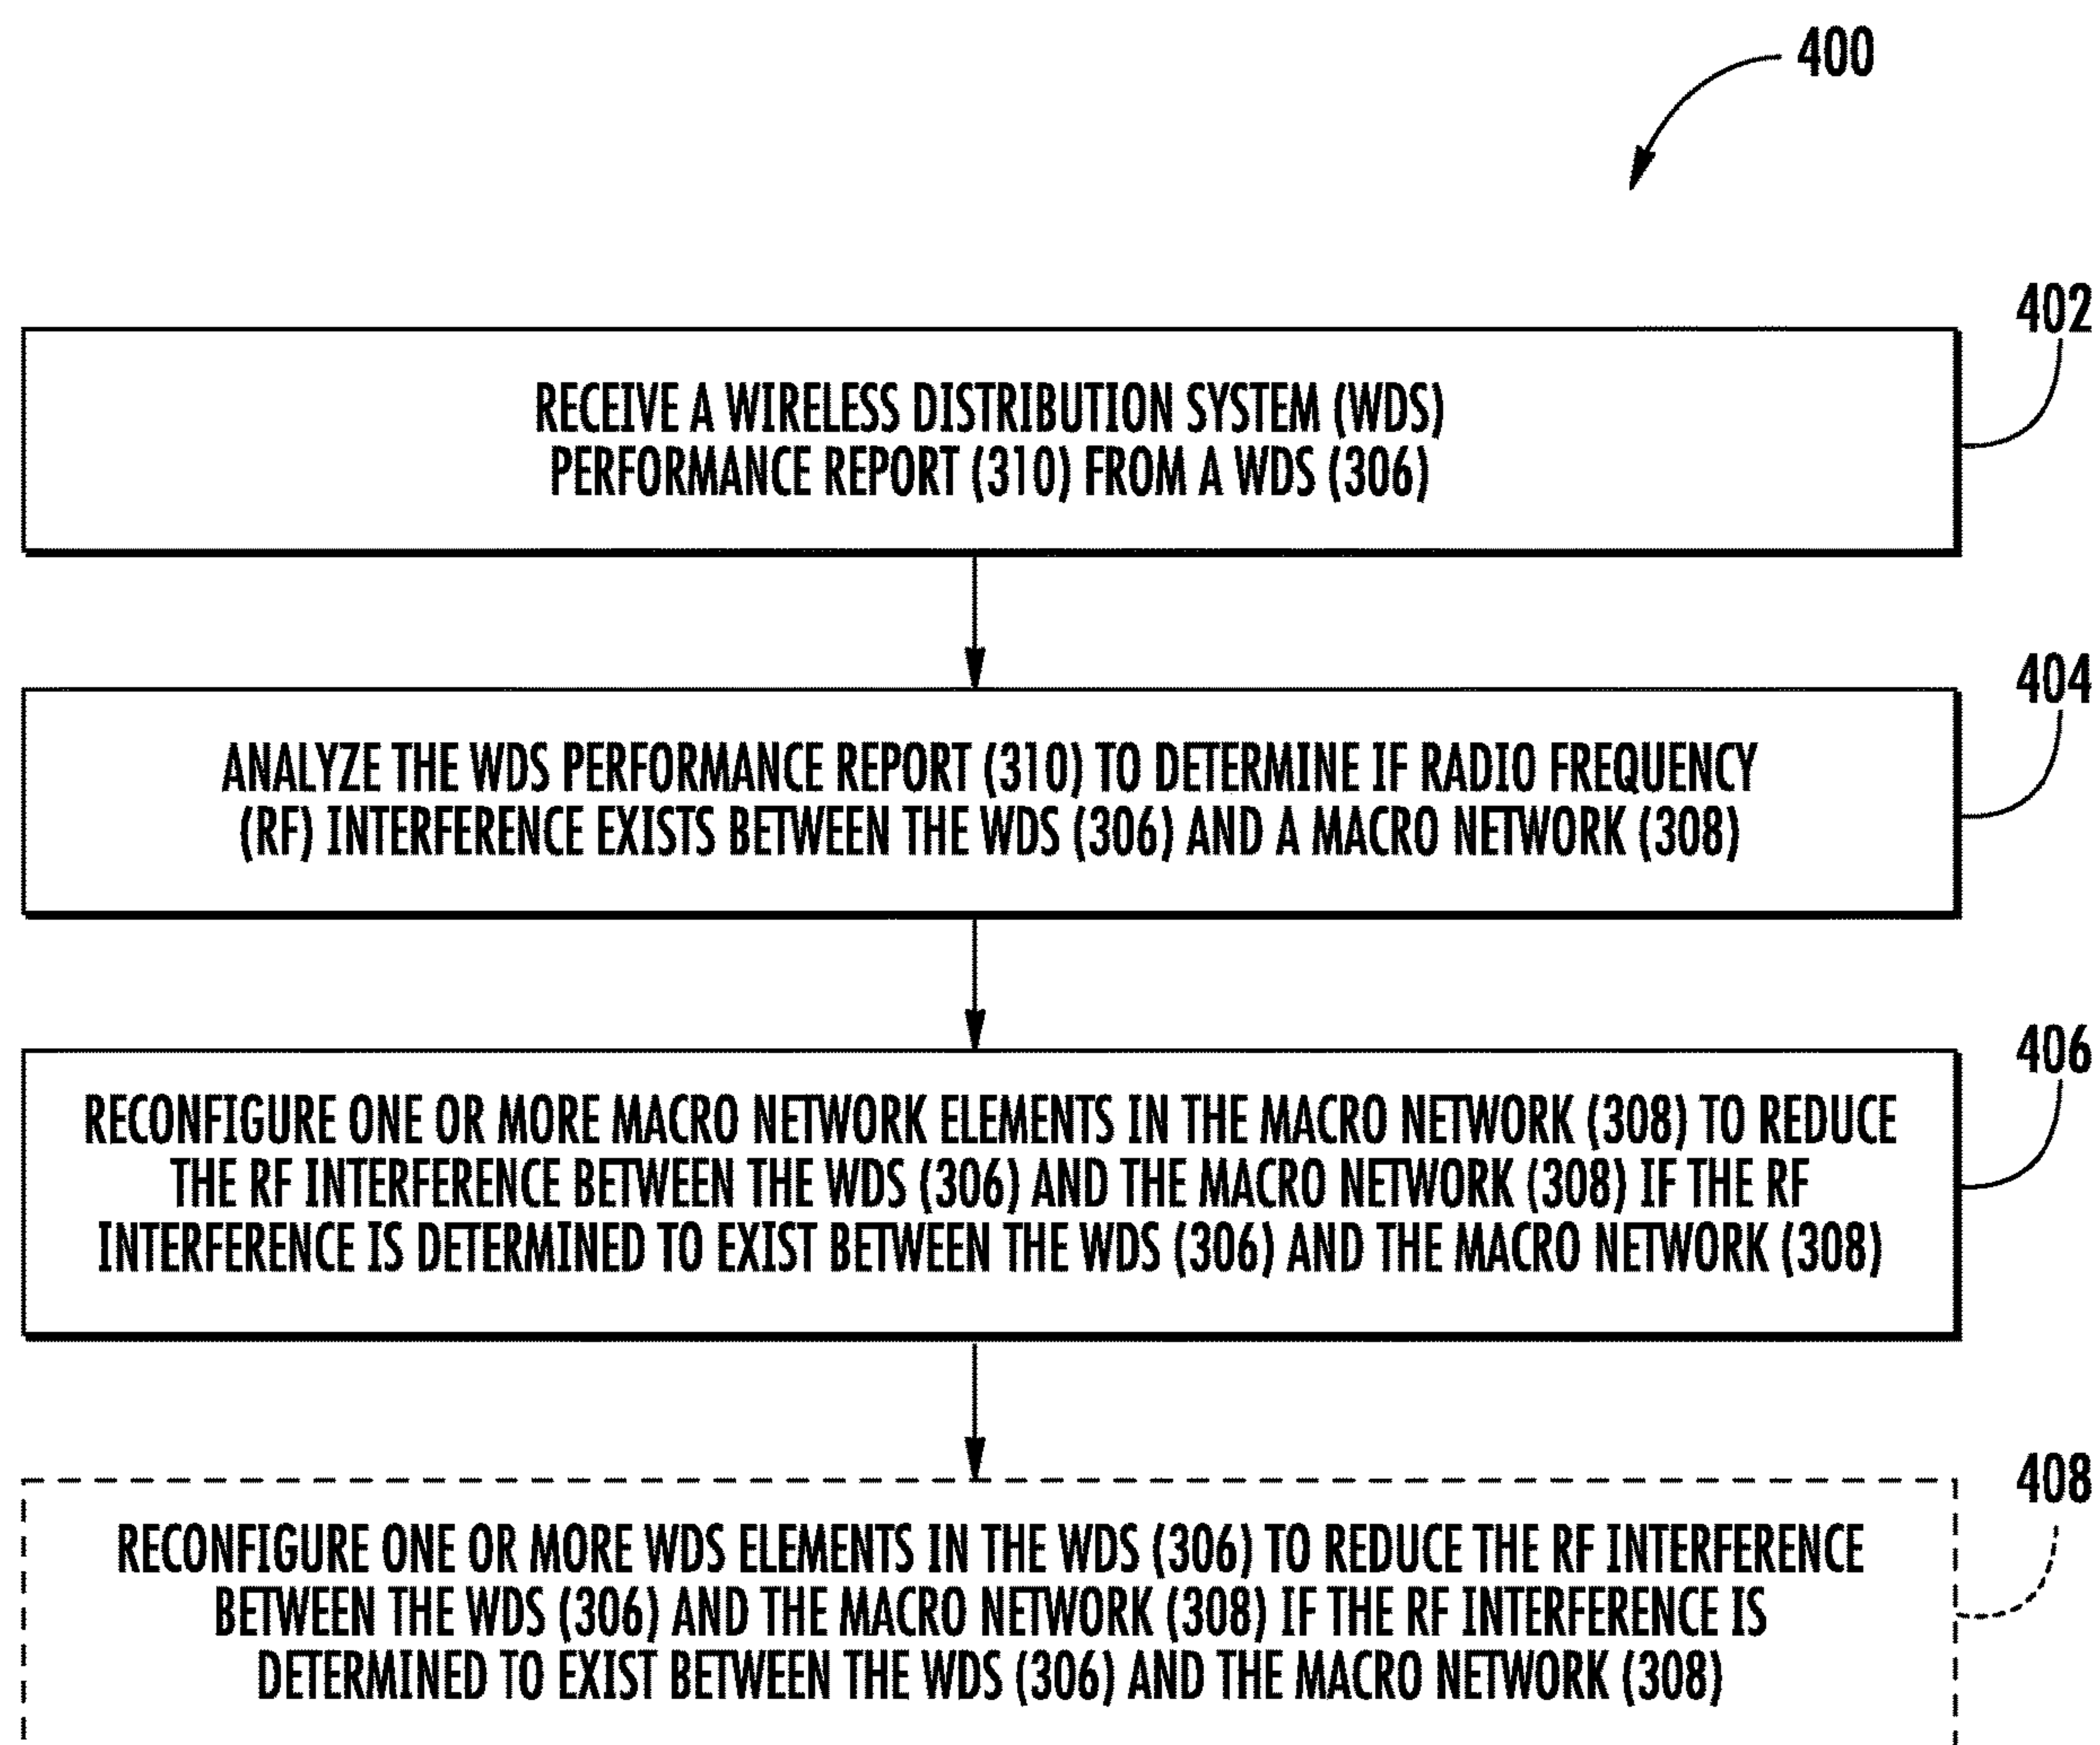 400
402
RECEIVE A WIRELESS DISTRIBUTION SYSTEM (WDS)
PERFORMANCE REPORT (310) FROM A WDS (306)
404
ANALYZE THE WDS PERFORMANCE REPORT (310) TO DETERMINE IF RADIO FREQUENCY
(RF) INTERFERENCE EXISTS BETWEEN THE WDS (306) AND A MACRO NETWORK (308)
406
RECONFIGURE ONE OR MORE MACRO NETWORK ELEMENTS IN THE MACRO NETWORK (308) TO REDUCE
THE RF INTERFERENCE BETWEEN THE WDS (306) AND THE MACRO NETWORK (308) IF THE RF
INTERFERENCE IS DETERMINED TO EXIST BETWEEN THE WDS (306) AND THE MACRO NETWORK (308)
408
RECONFIGURE ONE OR MORE WDS ELEMENTS IN THE WDS (306) TO REDUCE THE RF INTERFERENCE
BETWEEN THE WDS (306) AND THE MACRO NETWORK (308) IF THE RF INTERFERENCE IS
DETERMINED TO EXIST BETWEEN THE WDS (306) AND THE MACRO NETWORK (308)